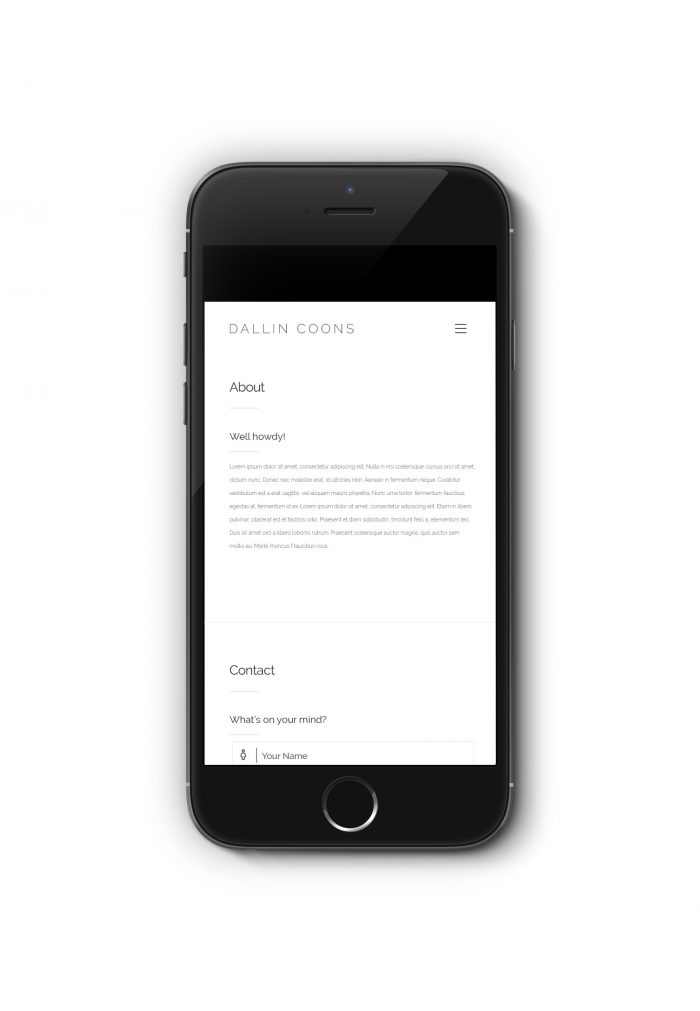 DALLIN COONS
About
Well howdy!
Lorem ipsum dolor sit amet, consectetur adipiscing elit. Nulla in nisi scelerisque, cursus orci sit amet,
dictum nunc. Donec nec molestie erat, id ultricies nibh. Aenean in fermentum neque. Curabitur
vestibulum est a erat sagittis, vel aliquam mauris pharetra. Nunc urna tortor, fermentum faucibus
egestas at, fermentum id ex. Lorem ipsum dolor sit amet, consectetur adipiscing elit. Etiam in libero
pulvinar, placerat est et,facilisis odio. Praesent et diam sollicitudin, tincidunt felis a, elementum leo.
Duis sit amet orci a libero lobortis rutrum. Praesent scelerisque auctor magna, quis auctor sem
mollis eu. Morbi rhoncus faucibus risus.
Contact
What's on your mind?
Your Name